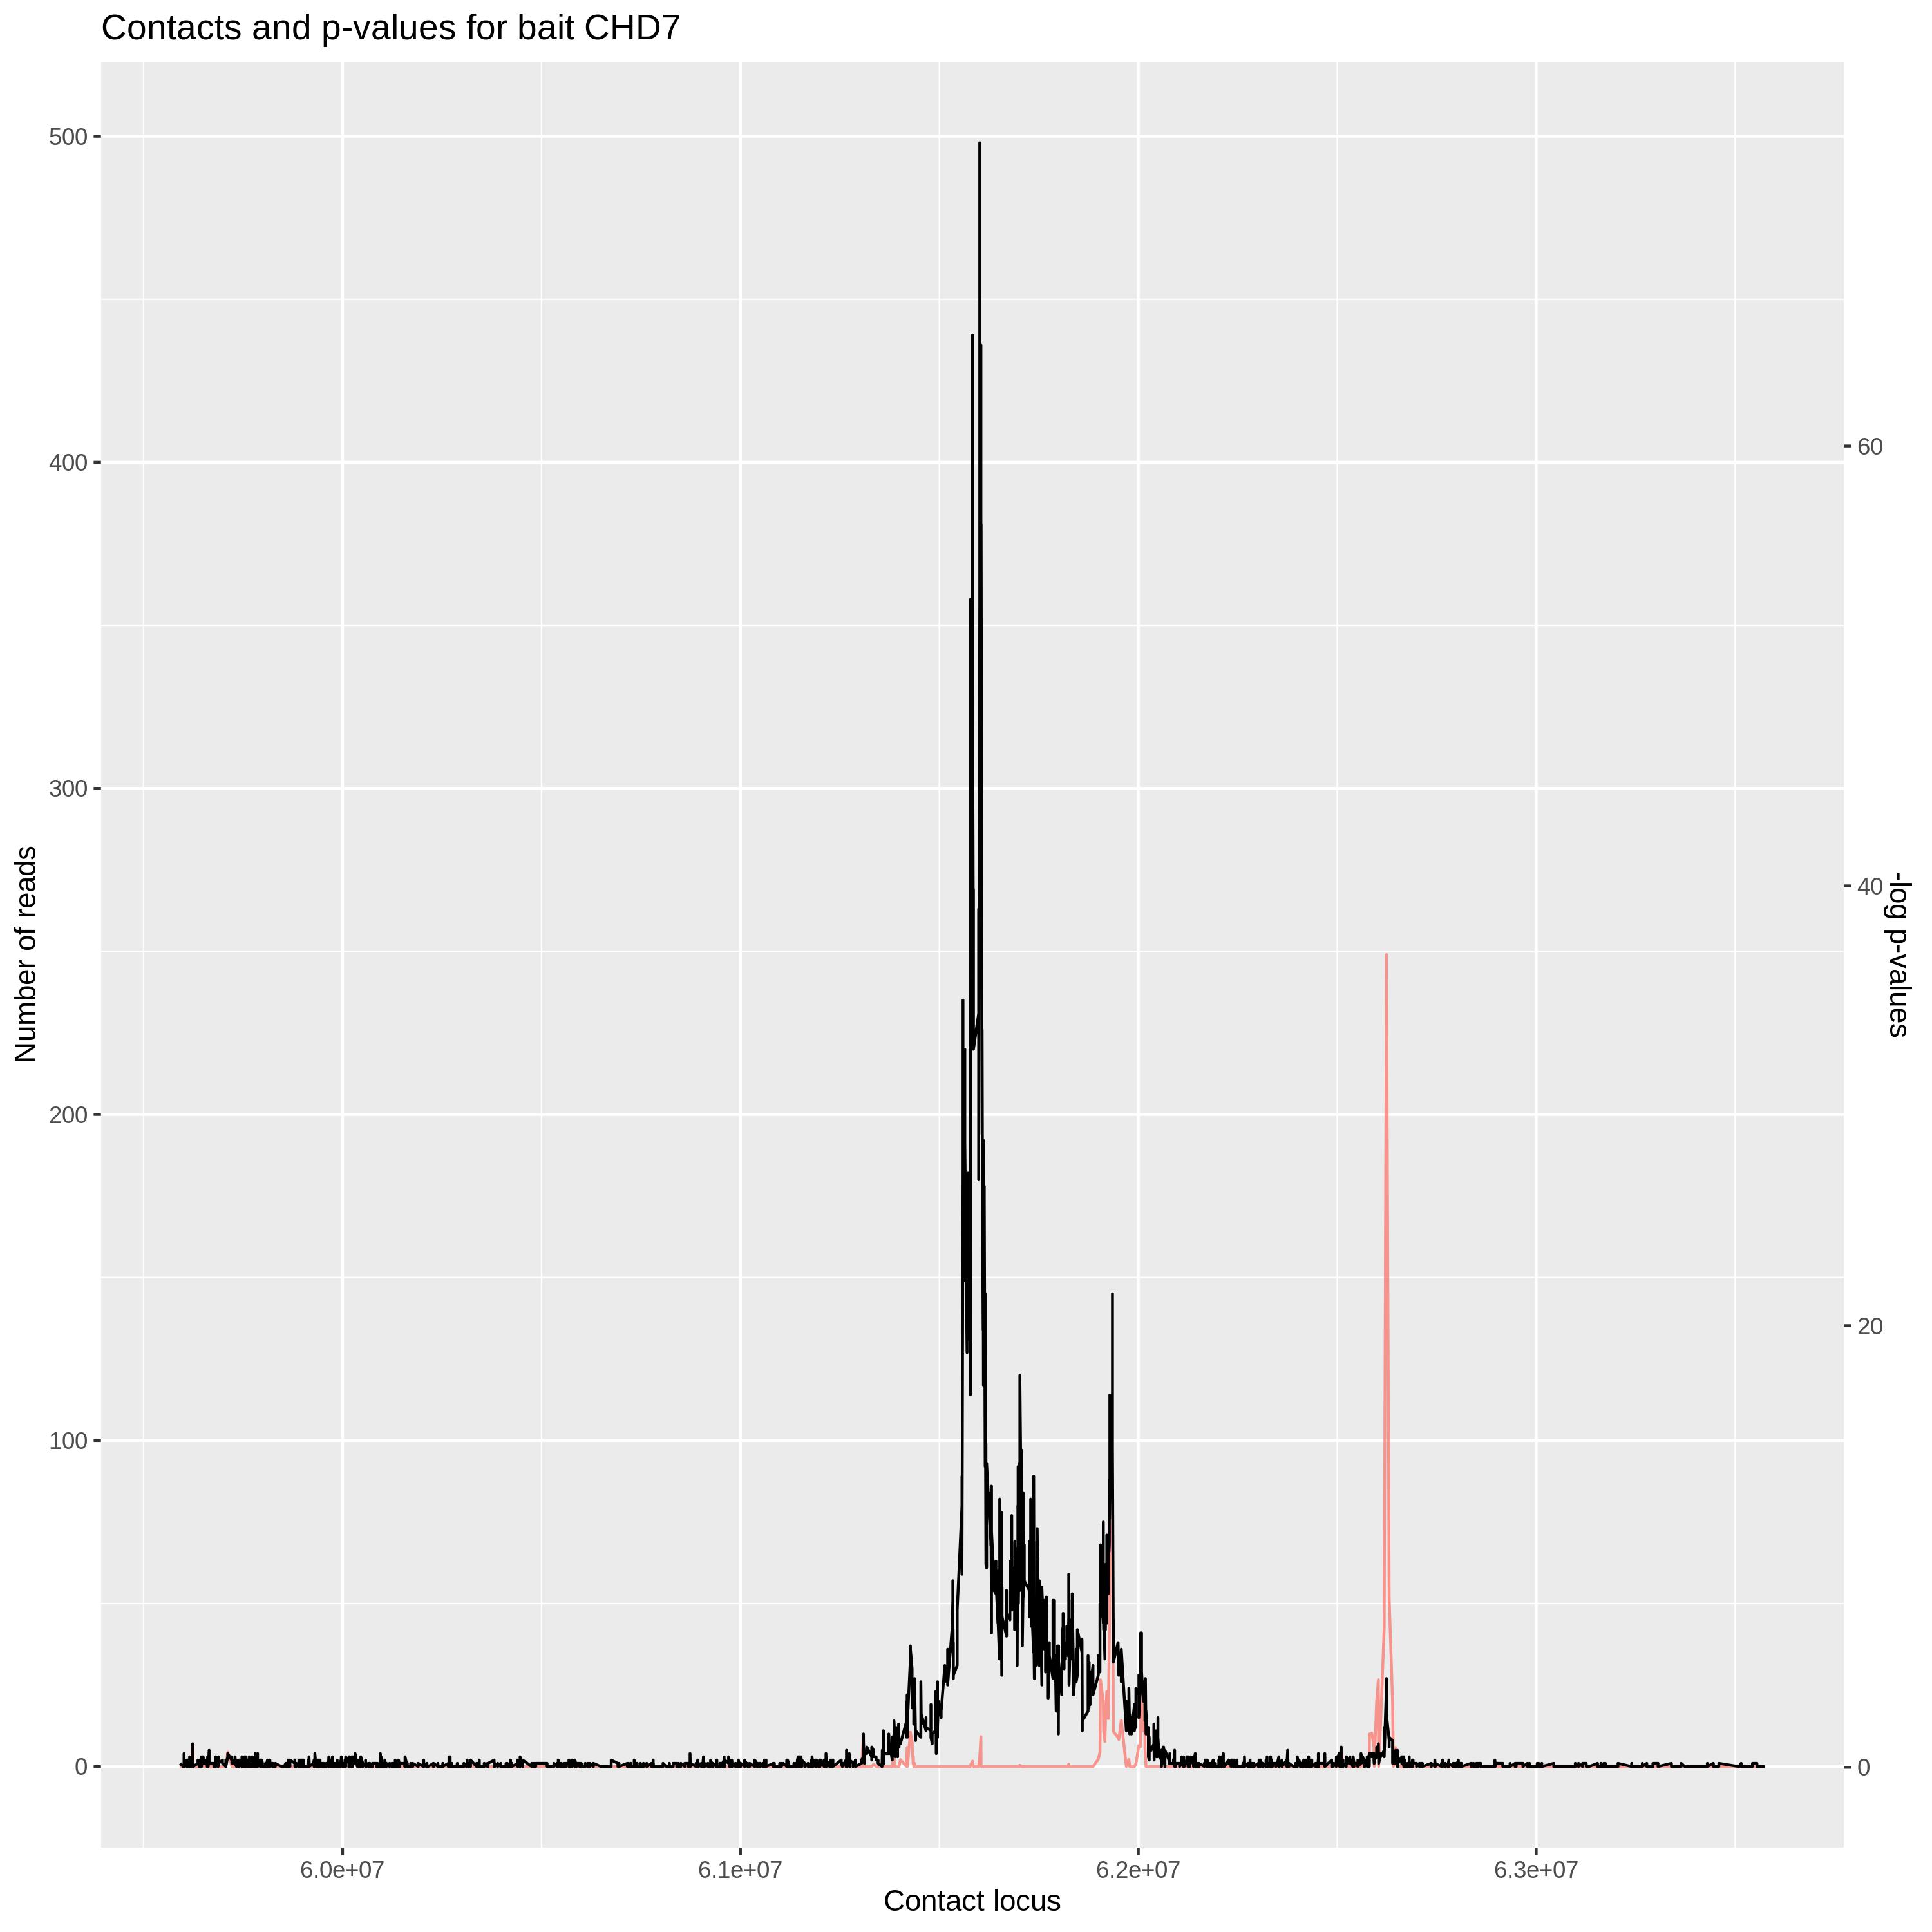 Contacts and p-values for bait CHD7
500
400
300
200
100
0
Number of reads
60
40
20
0
-log p-values
6.0e+07 6.1e+07 6.2e+07 6.3e+07
Contact locus